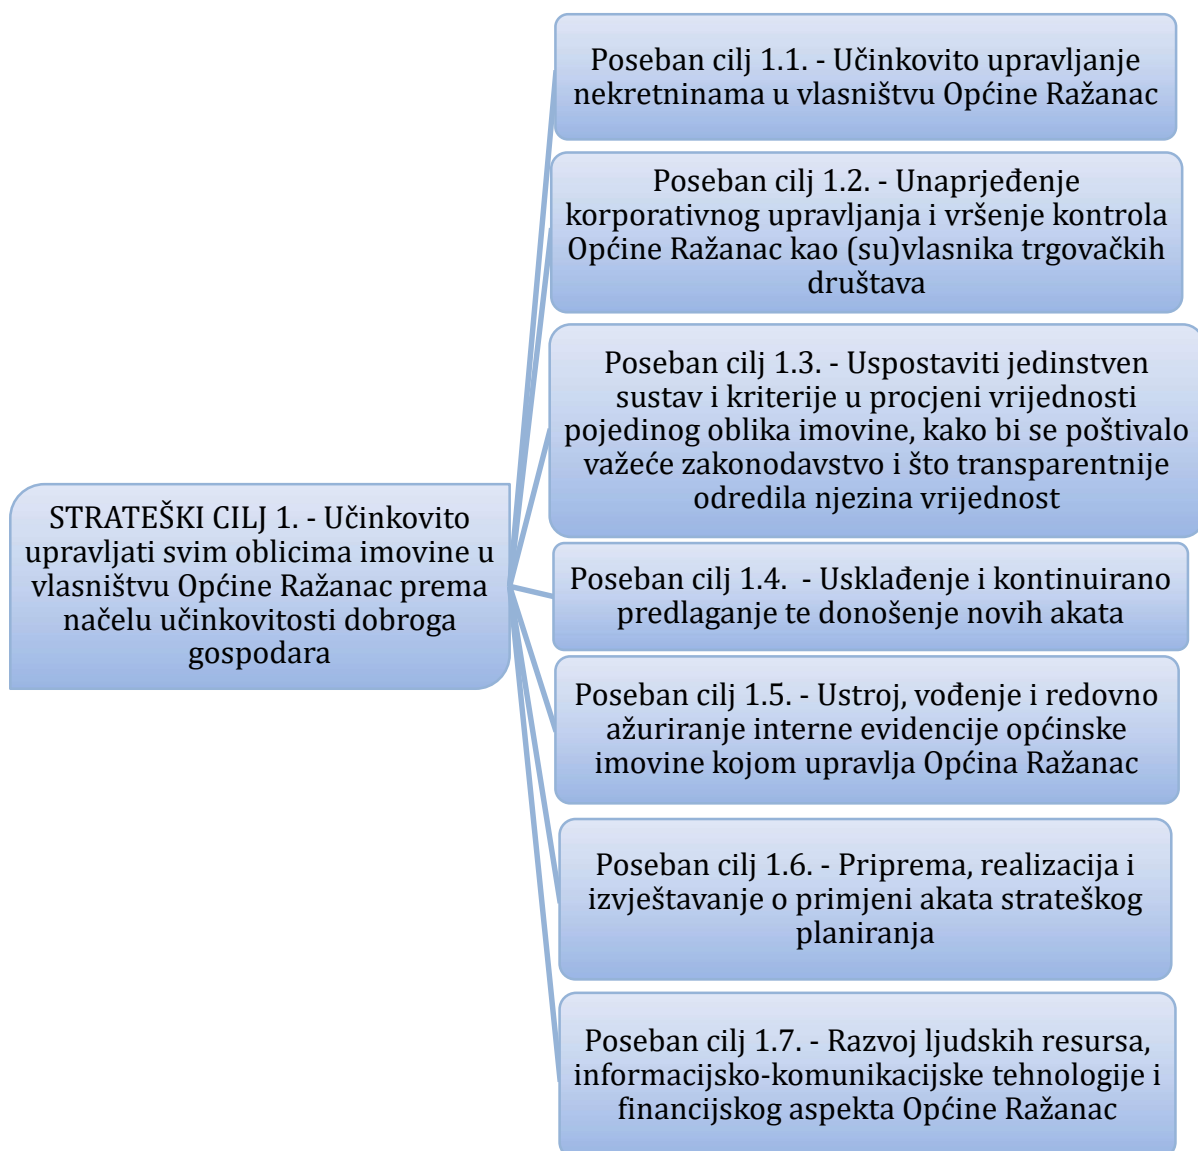 STRATEŠKI CILJ 1. - Učinkovito
upravljati svim oblicima imovine u
vlasništvu Općine Ražanac prema
načelu učinkovitosti dobroga
gospodara
Poseban cilj 1.1. - Učinkovito upravljanje
nekretninama u vlasništvu Općine Ražanac
Poseban cilj 1.2. - Unaprjeđenje
korporativnog upravljanja i vršenje kontrola
Općine Ražanac kao (su)vlasnika trgovačkih
društava
Poseban cilj 1.3. - Uspostaviti jedinstven
sustav i kriterije u procjeni vrijednosti
pojedinog oblika imovine, kako bi se poštivalo
važeće zakonodavstvo i što transparentnije
odredila njezina vrijednost
Poseban cilj 1.4.  - Usklađenje i kontinuirano
predlaganje te donošenje novih akata
Poseban cilj 1.5. - Ustroj, vođenje i redovno
ažuriranje interne evidencije općinske
imovine kojom upravlja Općina Ražanac
Poseban cilj 1.6. - Priprema, realizacija i
izvještavanje o primjeni akata strateškog
planiranja
Poseban cilj 1.7. - Razvoj ljudskih resursa,
informacijsko-komunikacijske tehnologije i
financijskog aspekta Općine Ražanac